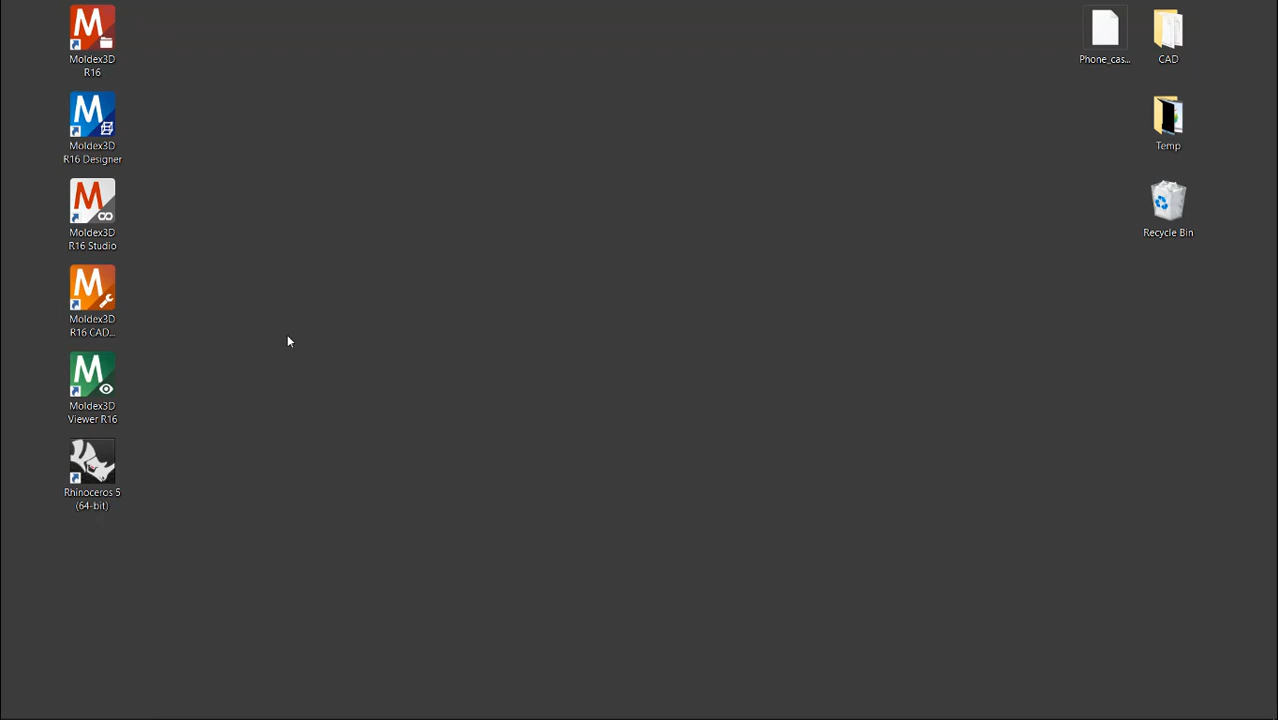 Moldex3D
R16
Moldex3D
R16 Designer
Moldex3D
R16 Studio
Moldex3D
R16 CAD...
Moldex3D
Viewer R16
Rhinoceros 5
(64-bit)
Phone_cas...
CAD
Temp
Recycle Bin